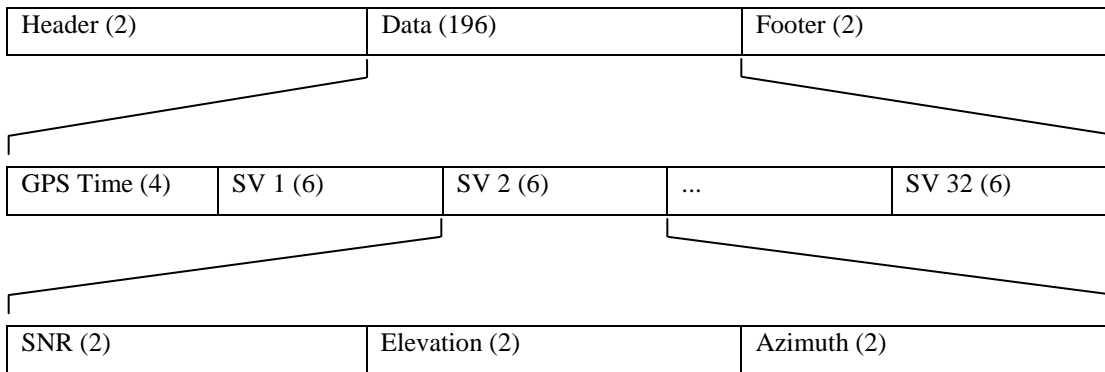 Header (2) Data (196) Footer (2)
GPS Time (4) SV 1 (6) SV 2 (6) ... SV 32 (6)
SNR (2) Elevation (2) Azimuth (2)